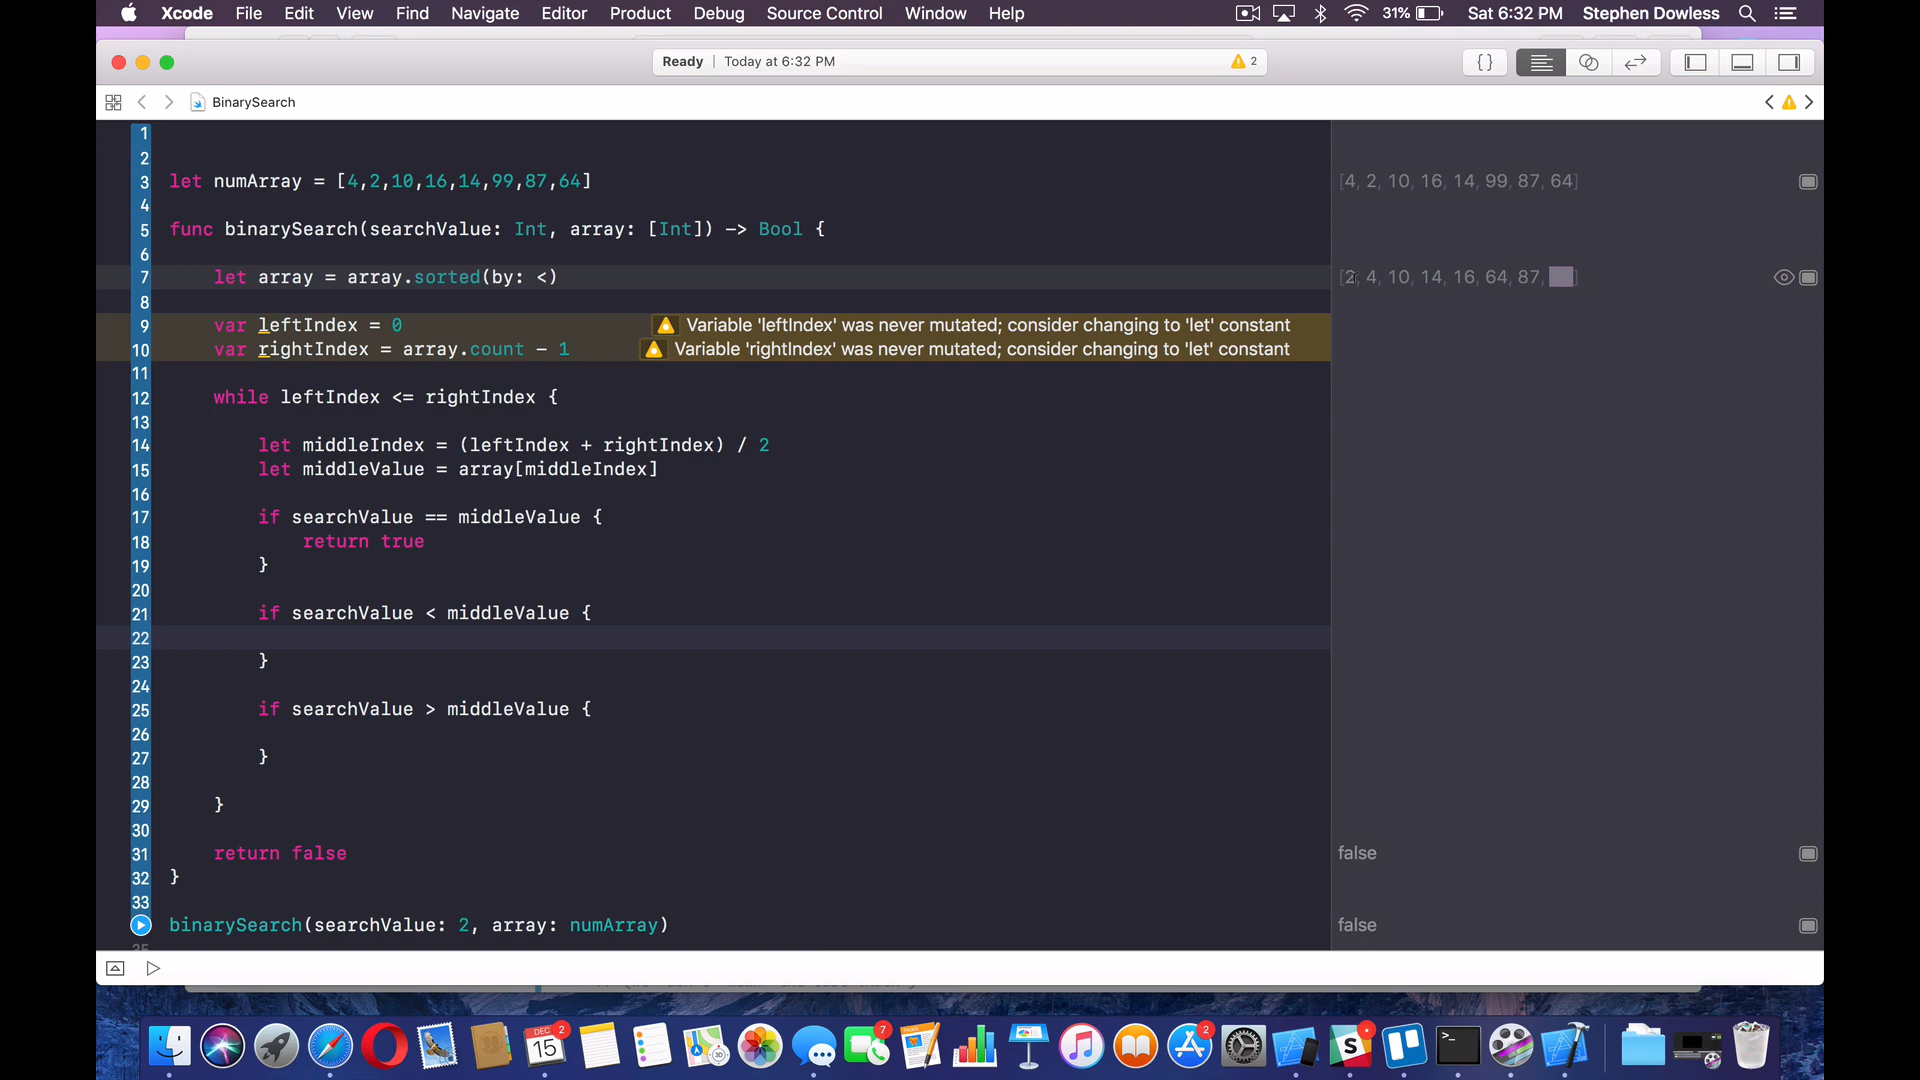 Xcode File Edit View Find Navigate Editor Product Debug Source Control Window Help 31% Sat 6:32 PM Stephen Dowless
Ready | Today at 6:32 PM 2
BinarySearch
1
2
3 let numArray = [4,2,10,16,14,99,87,64] [4, 2, 10, 16, 14, 99, 87, 64]
4
5 func binarySearch(searchValue: Int, array: [Int]) -> Bool {
6
7 let array = array.sorted(by: <) [2, 4, 10, 14, 16, 64, 87, ]
8
9 var leftIndex = 0 Variable 'leftIndex' was never mutated; consider changing to 'let' constant
10 var rightIndex = array.count - 1 Variable 'rightIndex' was never mutated; consider changing to 'let' constant
11
12 while leftIndex <= rightIndex {
13
14 let middleIndex = (leftIndex + rightIndex) / 2
15 let middleValue = array[middleIndex]
16
17 if searchValue == middleValue {
18 return true
19 }
20
21 if searchValue < middleValue {
22
23 }
24
25 if searchValue > middleValue {
26
27 }
28
29 }
30
31 return false false
32 }
33
binarySearch(searchValue: 2, array: numArray) false
35
7
DEC 2
15
2